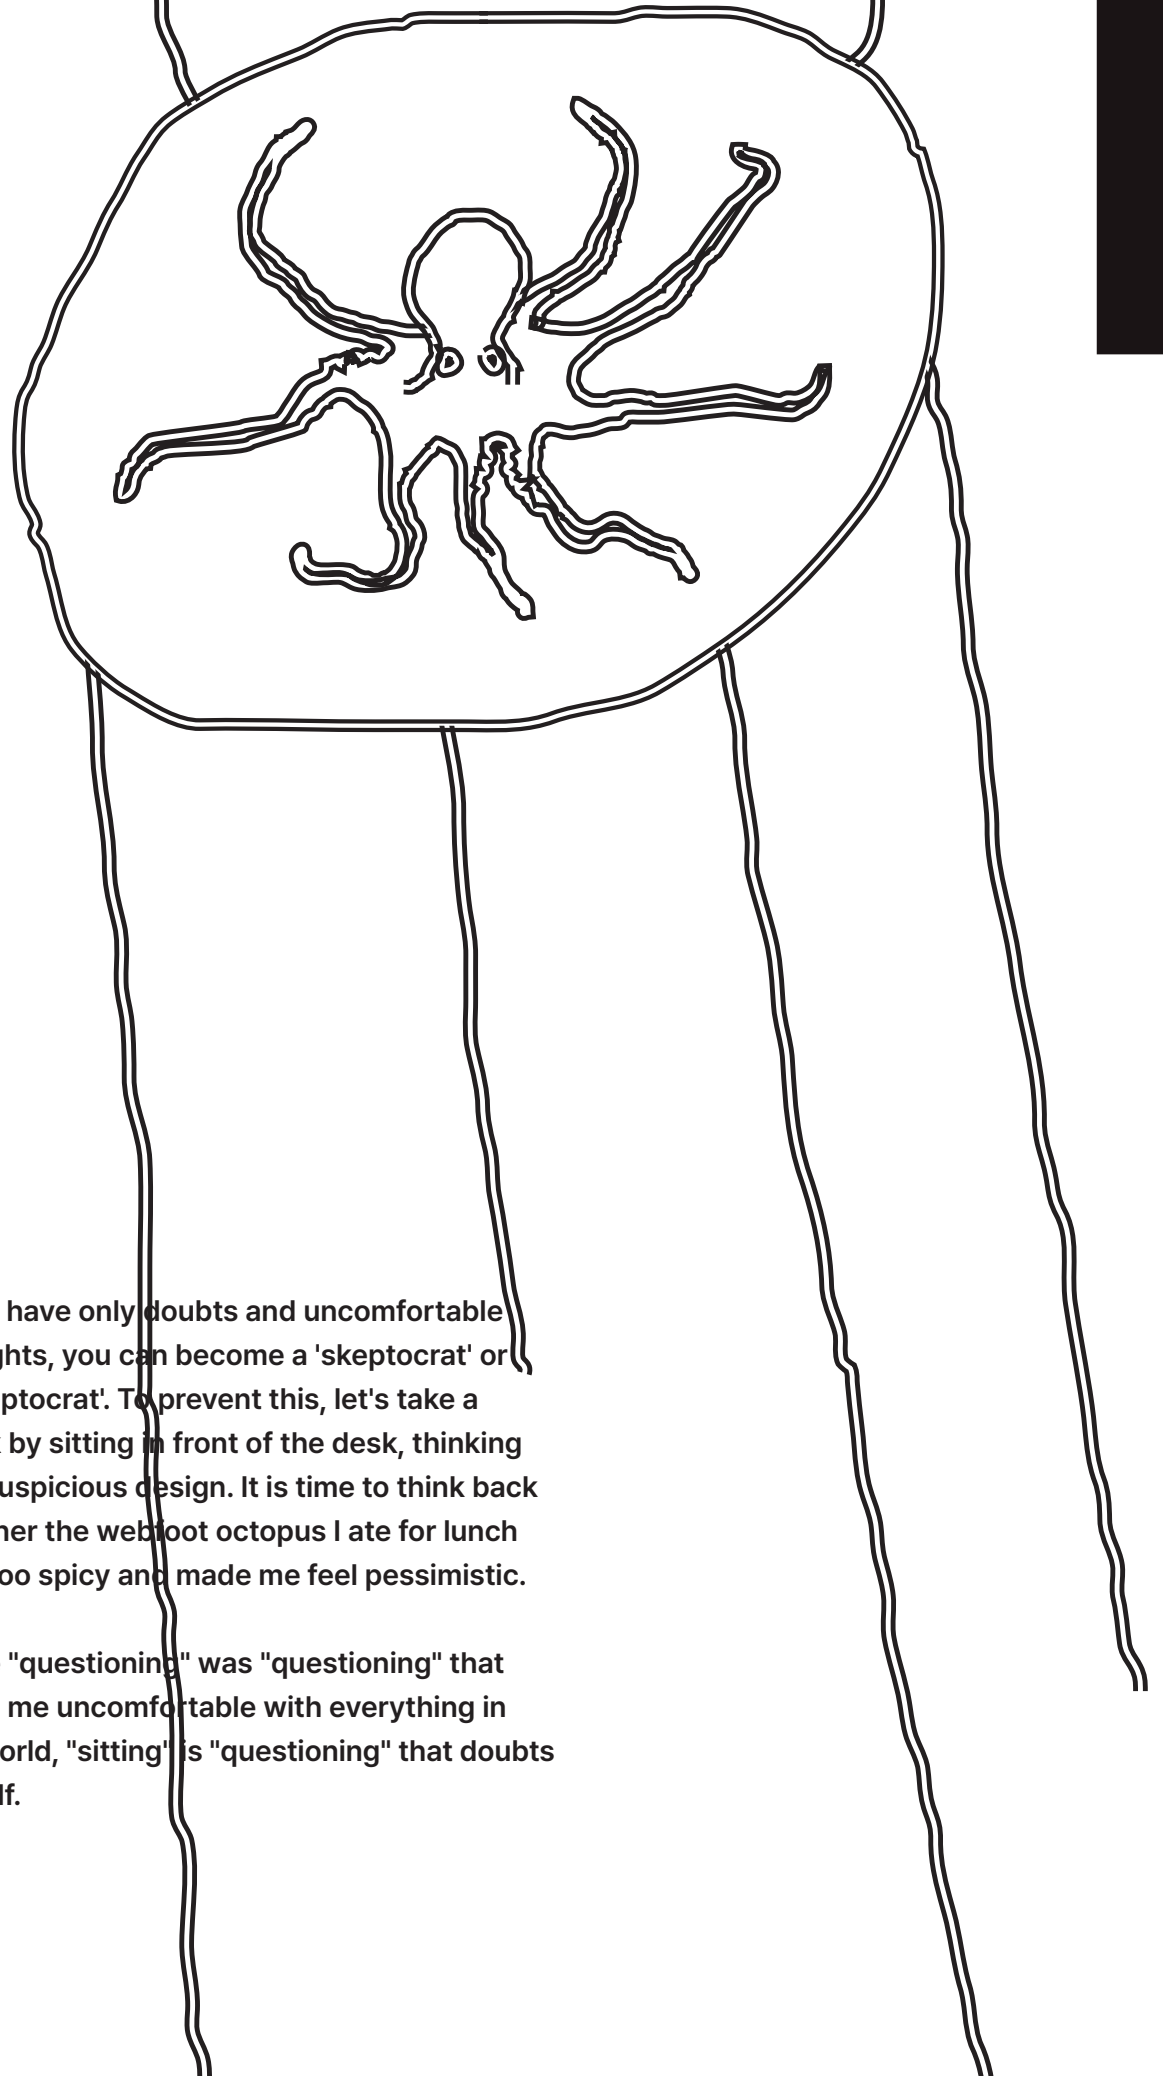 have only doubts and uncomfortable
ghts, you can become a 'skeptocrat' or
ptocrat'. To prevent this, let's take a
by sitting in front of the desk, thinking
uspicious design. It is time to think back
her the webfoot octopus I ate for lunch
oo spicy and made me feel pessimistic.
"questioning" was "questioning" that
me uncomfortable with everything in
orld, "sitting" is "questioning" that doubts
lf.